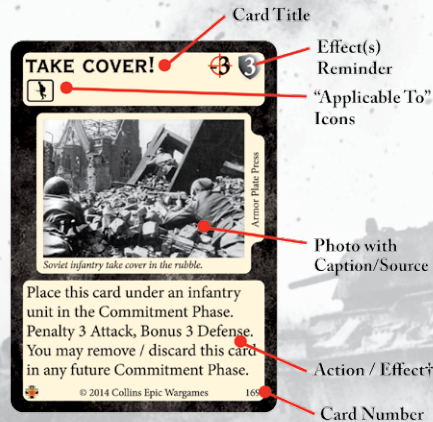 Card Title
TAKE COVER!
-3
3
Effect(s)
Reminder
“Applicable To”
Icons
Armor Plate Press
Soviet infantry take cover in the rubble.
Photo with
Caption/Source
Place this card under an infantry
unit in the Commitment Phase.
Penalty 3 Attack, Bonus 3 Defense.
You may remove / discard this card
in any future Commitment Phase.
Action / Effect†
© 2014 Collins Epic Wargames
169
Card Number